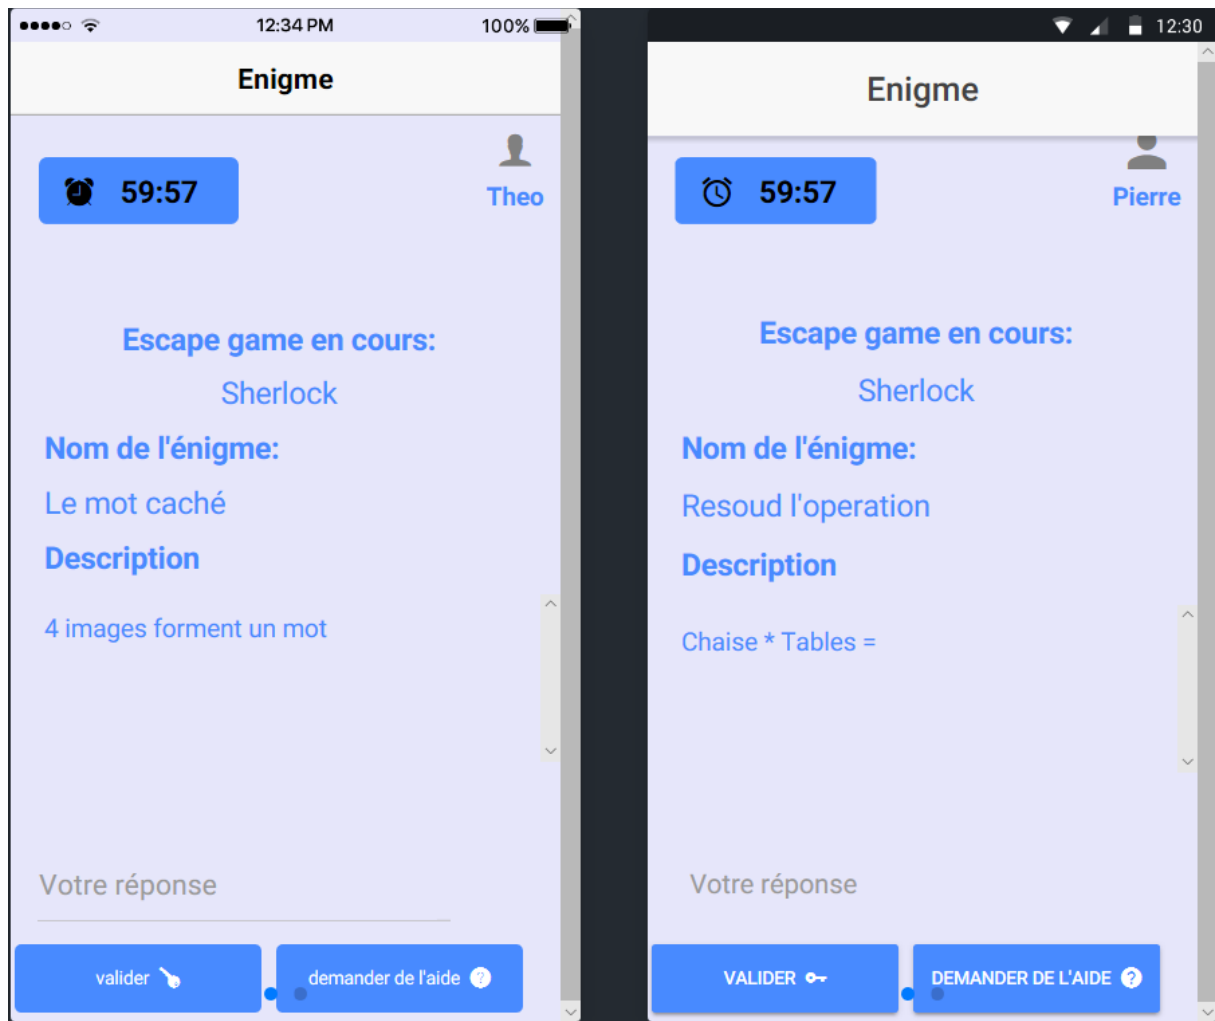 12:34 PM 100%
Enigme
59:57
Theo
Escape game en cours:
Sherlock
Nom de l'énigme:
Le mot caché
Description
4 images forment un mot
Votre réponse
valider
demander de l'aide ?
12:30
Enigme
59:57
Pierre
Escape game en cours:
Sherlock
Nom de l'énigme:
Resoud l'operation
Description
Chaise * Tables =
Votre réponse
VALIDER
DEMANDER DE L'AIDE ?